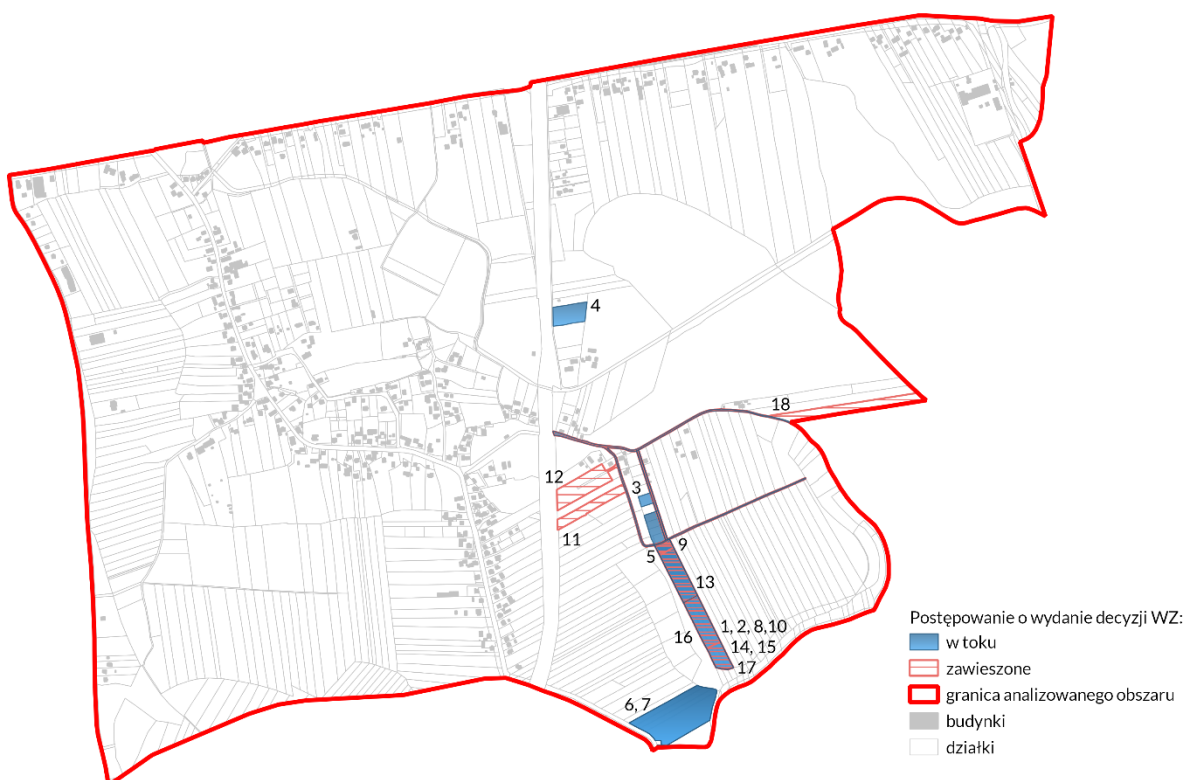 4
18
12
3
11
5
9
13
16
1, 2, 8, 10
14, 15
17
6, 7
Postępowanie o wydanie decyzji WZ:
w toku
zawieszone
granica analizowanego obszaru
budynki
działki